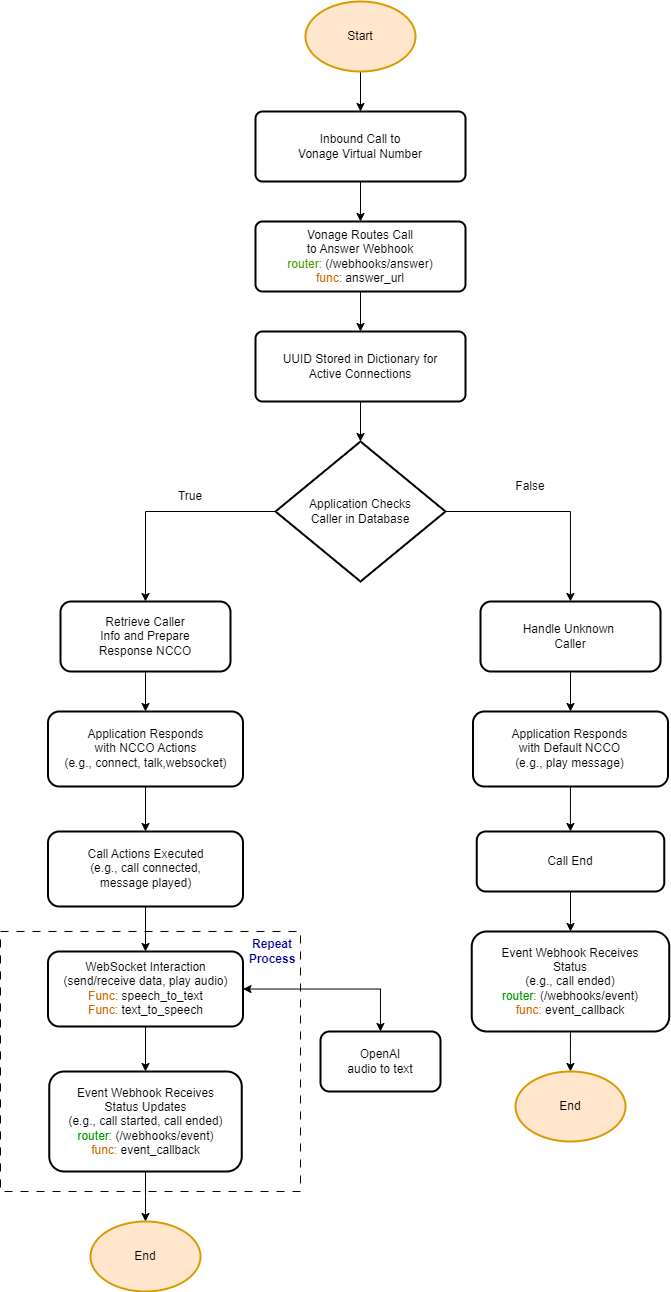 Start
Inbound Call to
Vonage Virtual Number
Vonage Routes Call
to Answer Webhook
router: (/webhooks/answer)
func: answer_url
UUID Stored in Dictionary for
Active Connections
Application Checks
Caller in Database
True
False
Retrieve Caller
Info and Prepare
Response NCCO
Application Responds
with NCCO Actions
(e.g., connect, talk,websocket)
Call Actions Executed
(e.g., call connected,
message played)
Repeat
Process
WebSocket Interaction
(send/receive data, play audio)
Func: speech_to_text
Func: text_to_speech
OpenAI
audio to text
Event Webhook Receives
Status Updates
(e.g., call started, call ended)
router: (/webhooks/event)
func: event_callback
End
Handle Unknown
Caller
Application Responds
with Default NCCO
(e.g., play message)
Call End
Event Webhook Receives
Status
(e.g., call ended)
router: (/webhooks/event)
func: event_callback
End